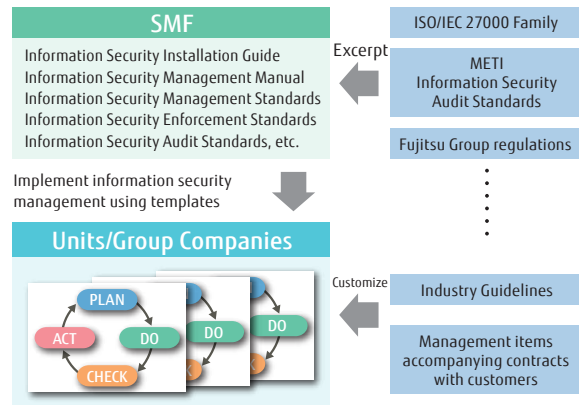 SMF
Information Security Installation Guide
Information Security Management Manual
Information Security Management Standards
Information Security Enforcement Standards
Information Security Audit Standards, etc.
Excerpt
ISO/IEC 27000 Family
METI
Information Security
Audit Standards
Fujitsu Group regulations
Implement information security
management using templates
Units/Group Companies
PLAN
DO
CHECK
ACT
DO
DO
Customize
Industry Guidelines
Management items
accompanying contracts
with customers